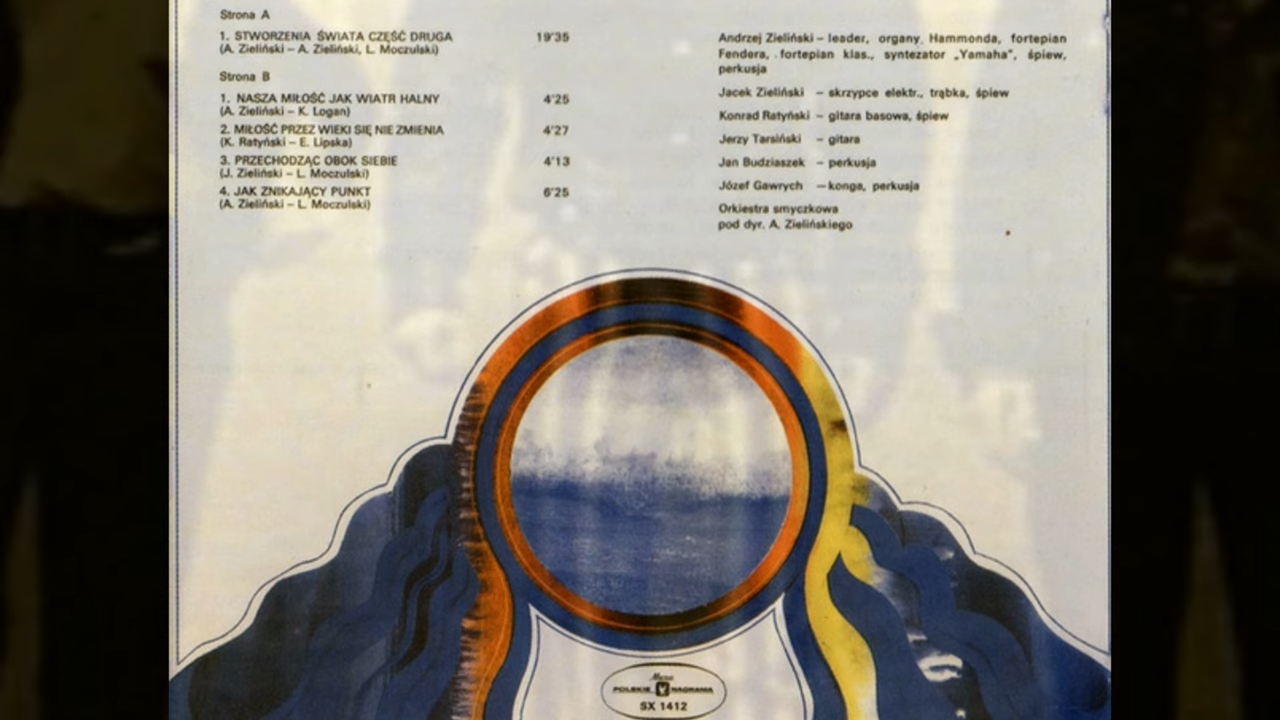 Strona A
1. STWORZENIA ŚWIATA CZĘŚĆ DRUGA 19'35
(A. Zieliński – A. Zieliński, L. Moczulski)
Strona B
1. NASZA MIŁOŚĆ JAK WIATR HALNY 4'25
(A. Zieliński – K. Logan)
2. MIŁOŚĆ PRZEZ WIEKI SIĘ NIE ZMIENIA 4'27
(K. Ratyński – E. Lipska)
3. PRZECHODZĄC OBOK SIEBIE 4'13
(J. Zieliński – L. Moczulski)
4. JAK ZNIKAJĄCY PUNKT 6'25
(A. Zieliński – L. Moczulski)
Andrzej Zieliński – leader, organy Hammonda, fortepian
Fendera, fortepian klas., syntezator „Yamaha", śpiew,
perkusja
Jacek Zieliński – skrzypce elektr., trąbka, śpiew
Konrad Ratyński – gitara basowa, śpiew
Jerzy Tarsiński – gitara
Jan Budziaszek – perkusja
Józef Gawrych – konga, perkusja
Orkiestra smyczkowa
pod dyr. A. Zielińskiego
Muza
POLSKIE NAGRANIA
SX 1412